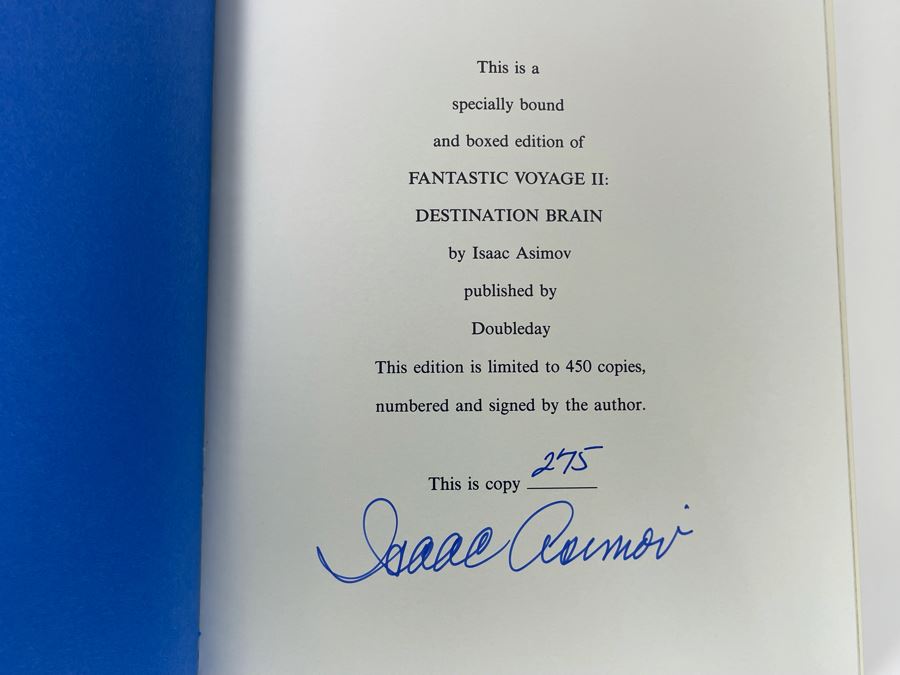 This is a
specially bound
and boxed edition of
FANTASTIC VOYAGE II:
DESTINATION BRAIN
by Isaac Asimov
published by
Doubleday
This edition is limited to 450 copies,
numbered and signed by the author.
This is copy 275
Isaac Asimov